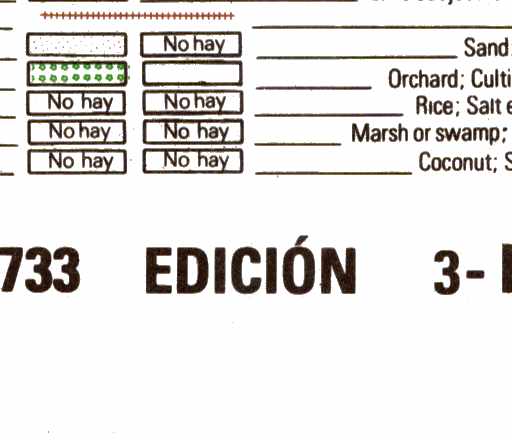 No hay Sand
Orchard; Culti
No hay No hay Rice; Salt e
No hay No hay Marsh or swamp;
No hay No hay Coconut; S
733 EDICIÓN 3-